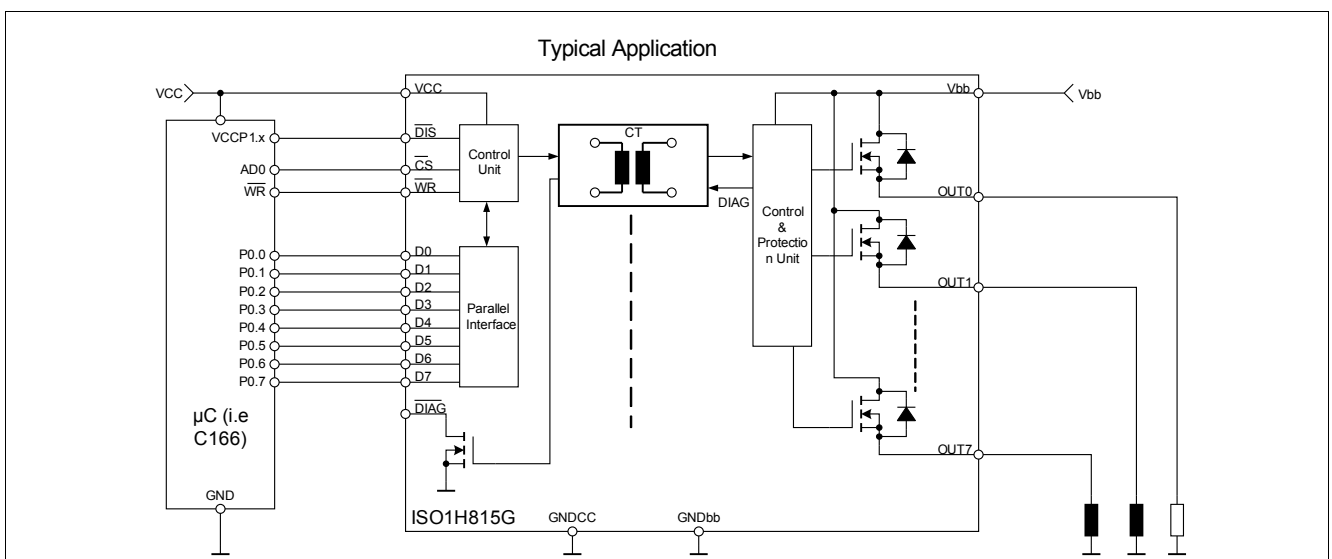 Typical Application
VCC
VCC
Vbb
Vbb
VCCP1.x
DIS
Control
Unit
CT
AD0
CS
WR
WR
DIAG
Control
&
Protectio
n Unit
OUT0
P0.0
D0
P0.1
D1
OUT1
P0.2
D2
P0.3
D3
Parallel
Interface
P0.4
D4
P0.5
D5
P0.6
D6
P0.7
D7
µC (i.e
C166)
DIAG
OUT7
GND
ISO1H815G
GNDCC
GNDbb